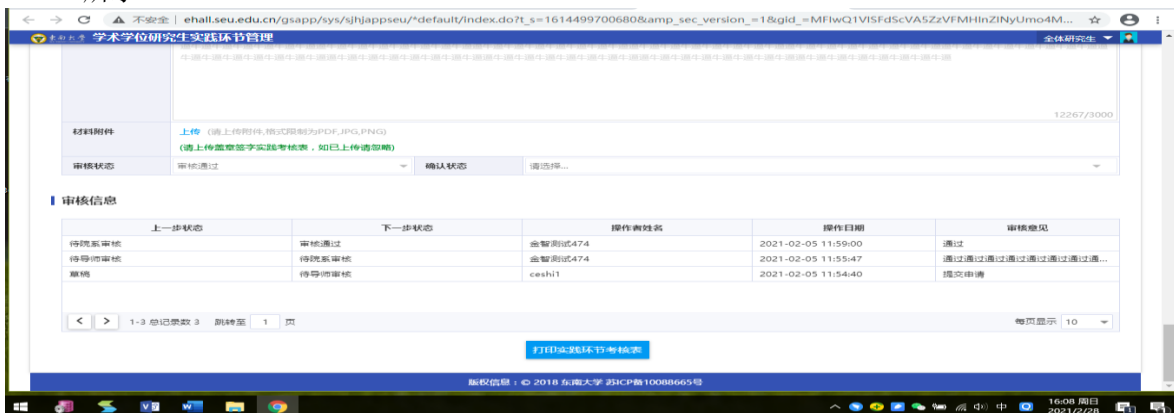 不安全 | ehall.seu.edu.cn/gsapp/sys/sjhjappseu/*default/index.do?t_s=1614499700680&amp_sec_version_=1&gid_=MFIwQ1VISFdScVA5ZzVFMHlnZlNyUmo4M...
东南大学 学术学位研究生实践环节管理 全体研究生
12267/3000
材料附件 上传 (请上传附件,格式限制为PDF,JPG,PNG)
(请上传盖章签字实践考核表，如已上传请忽略)
审核状态 审核通过 确认状态 请选择...
审核信息
上一步状态 下一步状态 操作者姓名 操作日期 审核意见
待院系审核 审核通过 金智测试474 2021-02-05 11:59:00 通过
待导师审核 待院系审核 金智测试474 2021-02-05 11:55:47 通过通过通过通过通过通过通过通...
草稿 待导师审核 ceshi1 2021-02-05 11:54:40 提交申请
1-3 总记录数 3 跳转至 1 页 每页显示 10
打印实践环节考核表
版权信息：© 2018 东南大学 苏ICP备10088665号
中 16:08 周日
2021/2/28